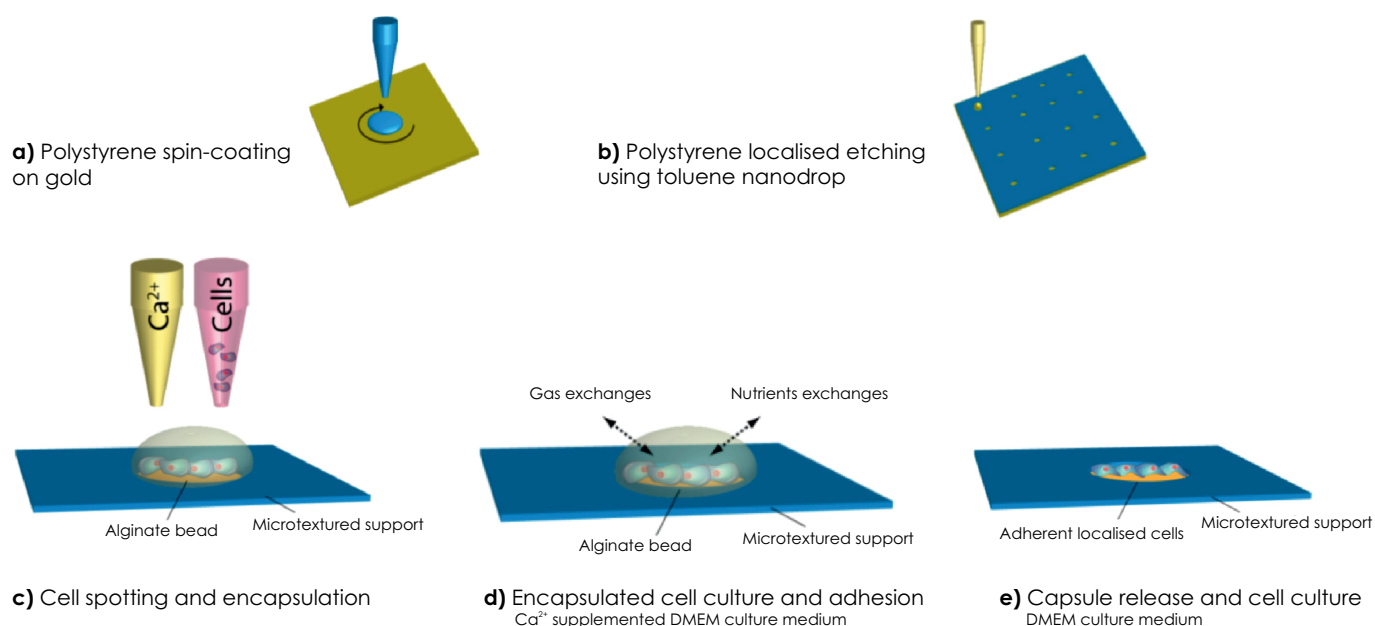 a) Polystyrene spin-coating
on gold
b) Polystyrene localised etching
using toluene nanodrop
Ca²⁺
Cells
Alginate bead
Microtextured support
c) Cell spotting and encapsulation
Gas exchanges
Nutrients exchanges
Alginate bead
Microtextured support
d) Encapsulated cell culture and adhesion
Ca²⁺ supplemented DMEM culture medium
Adherent localised cells
Microtextured support
e) Capsule release and cell culture
DMEM culture medium